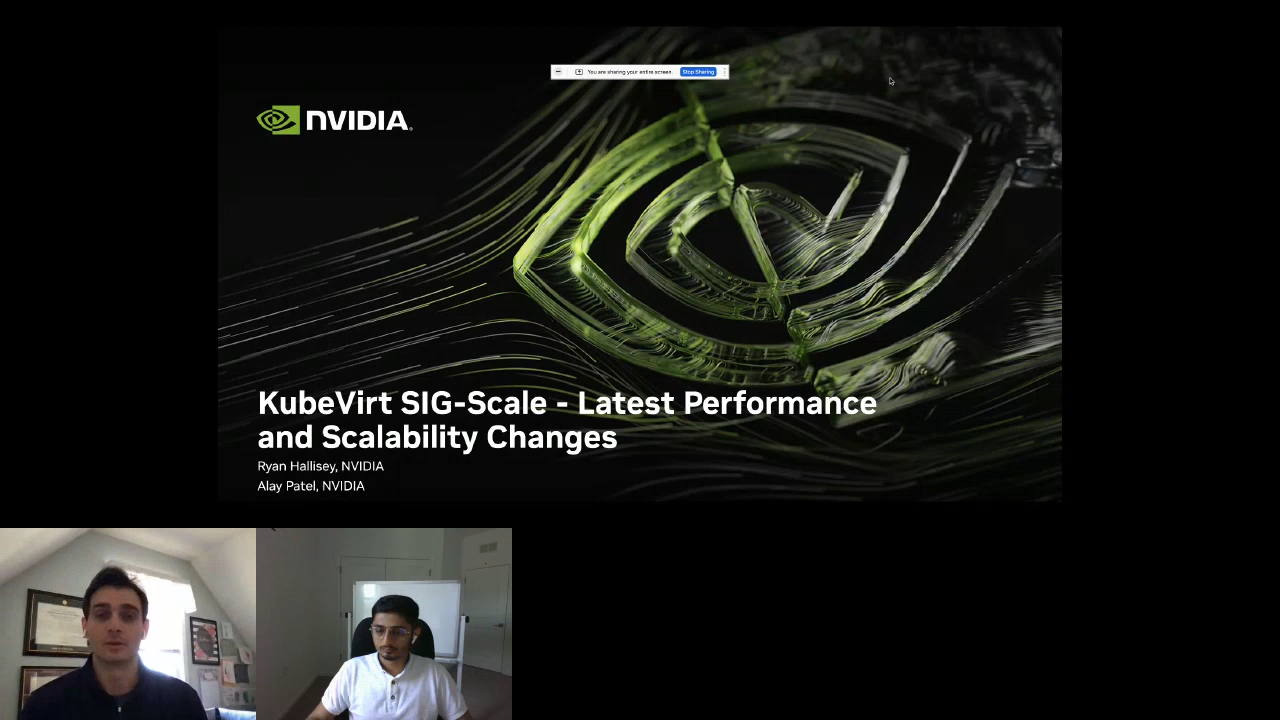 You are sharing your entire screen.
Stop Sharing
NVIDIA.
KubeVirt SIG-Scale - Latest Performance
and Scalability Changes
Ryan Hallisey, NVIDIA
Alay Patel, NVIDIA